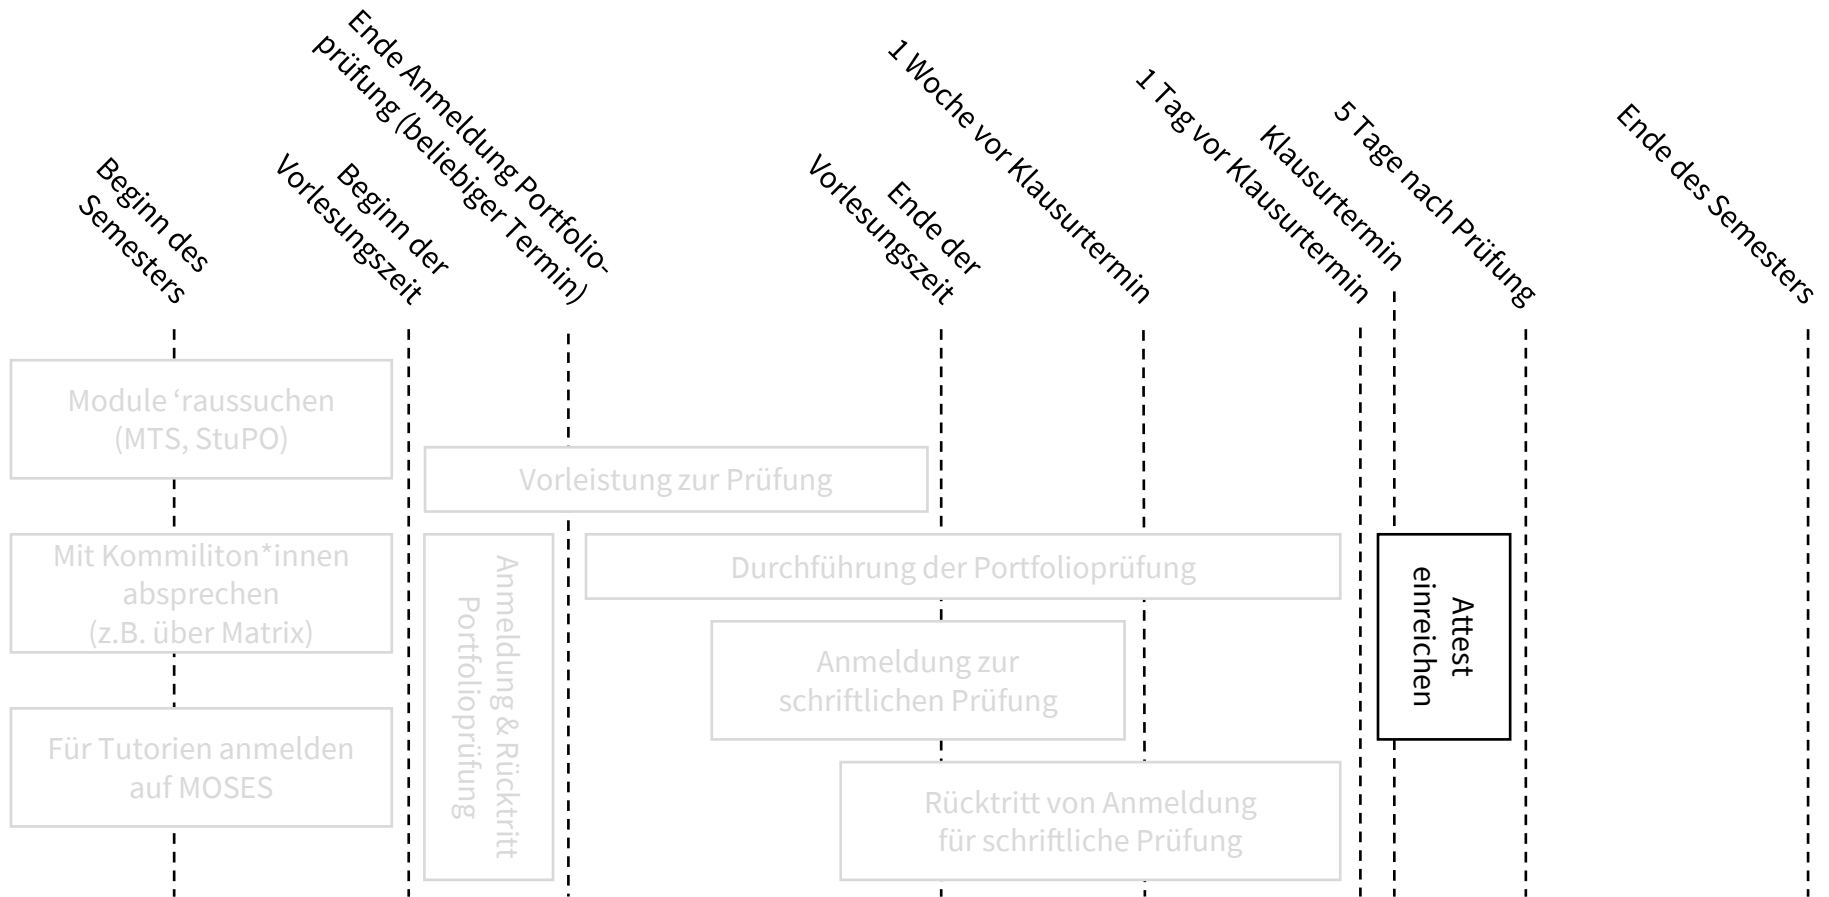 Beginn des
Semesters
Beginn der
Vorlesungszeit
Ende Anmeldung Portfolio-
prüfung (beliebiger Termin)
Ende der
Vorlesungszeit
1 Woche vor Klausurtermin
1 Tag vor Klausurtermin
Klausurtermin
5 Tage nach Prüfung
Ende des Semesters
Module ‘raussuchen
(MTS, StuPO)
Mit Kommiliton*innen
absprechen
(z.B. über Matrix)
Für Tutorien anmelden
auf MOSES
Vorleistung zur Prüfung
Anmeldung & Rücktritt
Portfolioprüfung
Durchführung der Portfolioprüfung
Anmeldung zur
schriftlichen Prüfung
Rücktritt von Anmeldung
für schriftliche Prüfung
Attest
einreichen